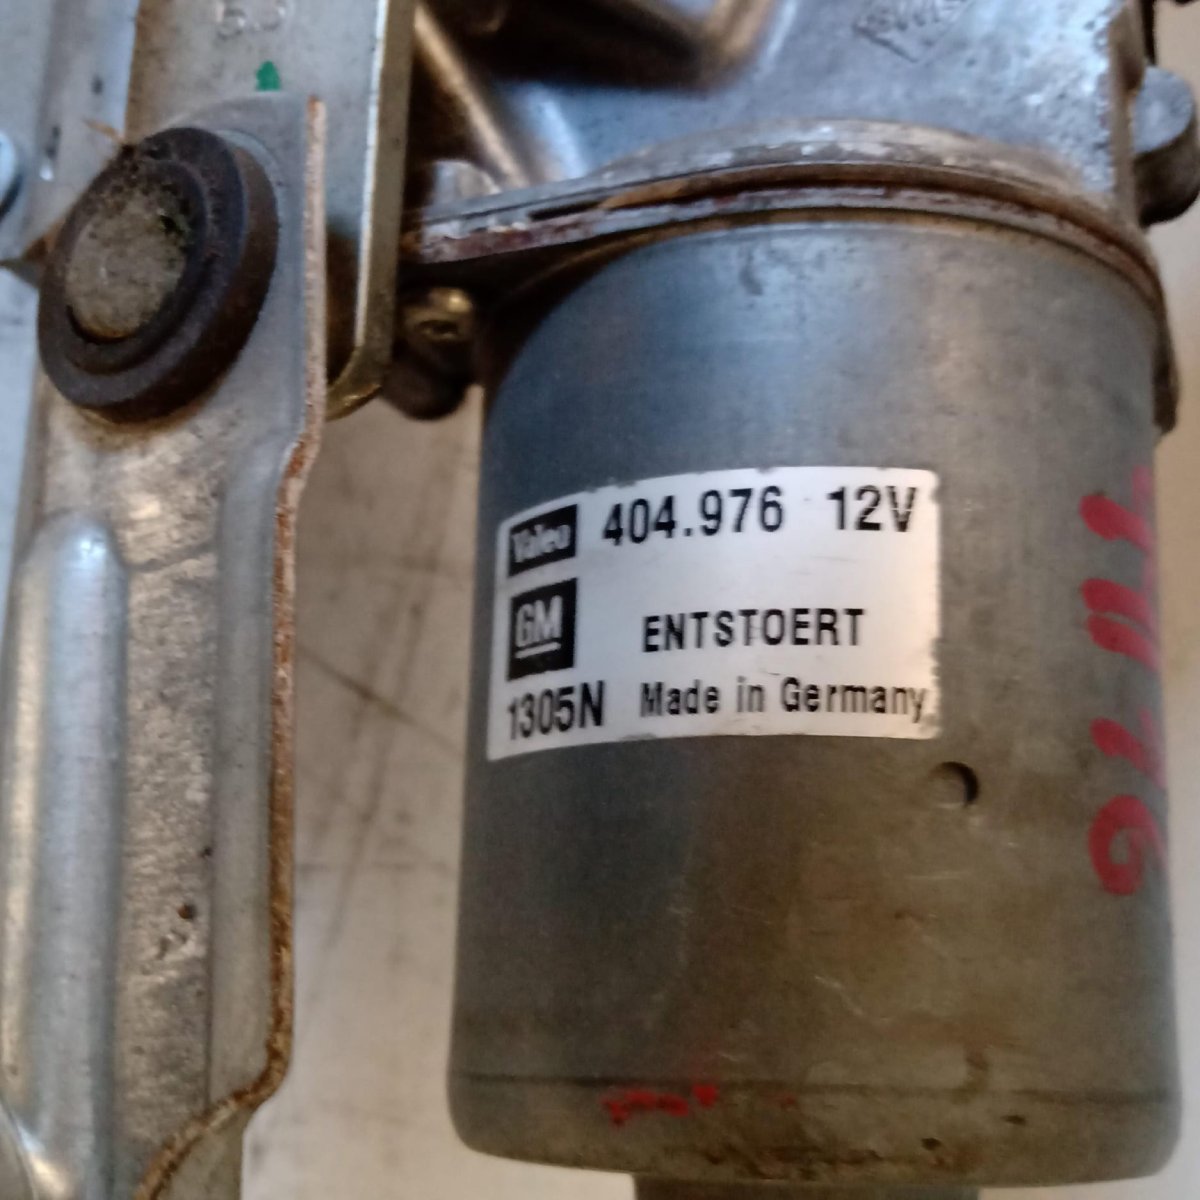 Valeo 404.976 12V
GM ENTSTOERT
1305N Made in Germany